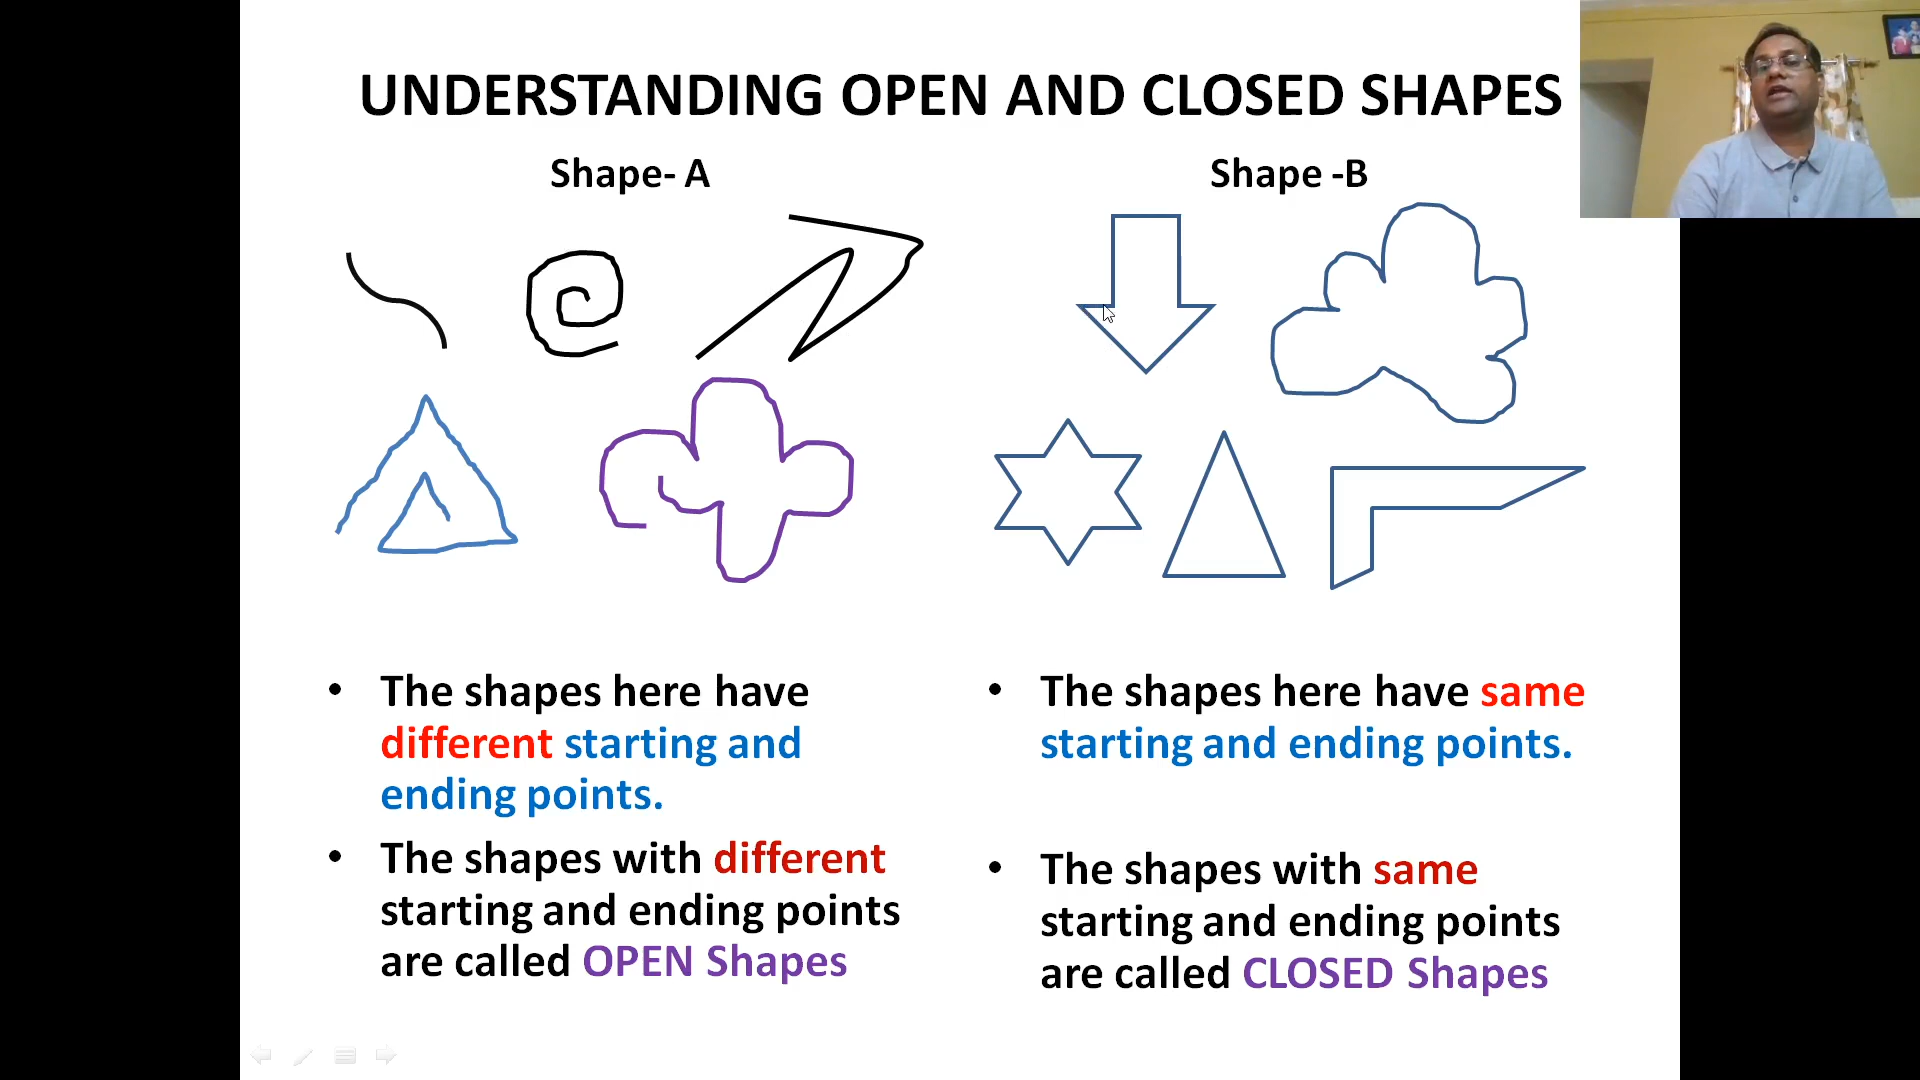 UNDERSTANDING OPEN AND CLOSED SHAPES
Shape- A
• The shapes here have
different starting and
ending points.
• The shapes with different
starting and ending points
are called OPEN Shapes
Shape -B
• The shapes here have same
starting and ending points.
• The shapes with same
starting and ending points
are called CLOSED Shapes